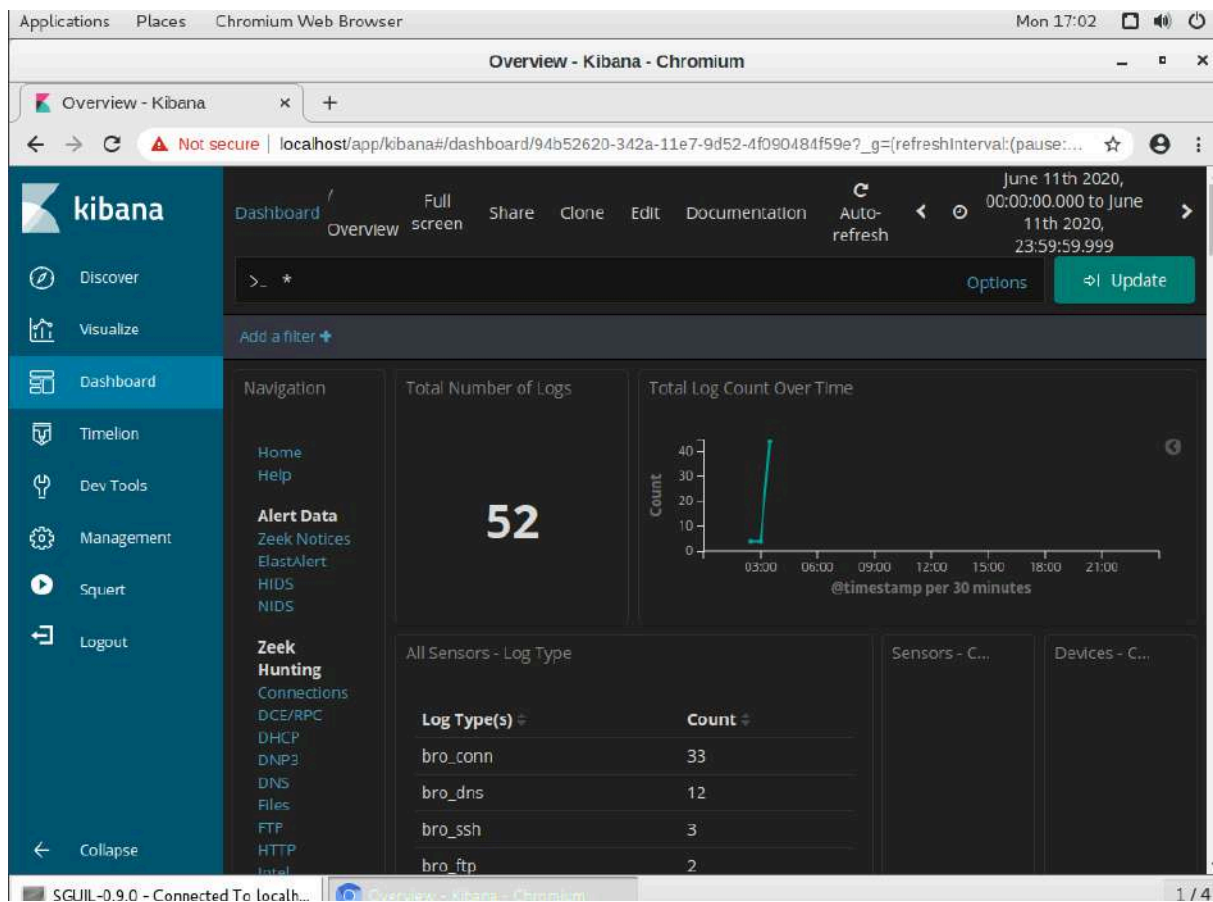 Applications Places Chromium Web Browser Mon 17:02
Overview - Kibana - Chromium
Overview - Kibana
Not secure | localhost/app/kibana#/dashboard/94b52620-342a-11e7-9d52-4f090484f59e?_g=(refreshInterval:(pause:...
kibana
Discover
Visualize
Dashboard
Timelion
Dev Tools
Management
Squert
Logout
Collapse
Dashboard / Overview
Full screen
Share
Clone
Edit
Documentation
Auto-refresh
June 11th 2020,
00:00:00.000 to June
11th 2020,
23:59:59.999
>_ *
Options
Update
Add a filter +
Navigation
Home
Help
Alert Data
Zeek Notices
ElastAlert
HIDS
NIDS
Zeek
Hunting
Connections
DCE/RPC
DHCP
DNP3
DNS
Files
FTP
HTTP
Intel
Total Number of Logs
52
Total Log Count Over Time
Count
40
30
20
10
0
03:00 06:00 09:00 12:00 15:00 18:00 21:00
@timestamp per 30 minutes
All Sensors - Log Type
Log Type(s) Count
bro_conn 33
bro_dns 12
bro_ssh 3
bro_ftp 2
Sensors - C...
Devices - C...
SGUIL-0.9.0 - Connected To localh...
Overview - Kibana - Chromium
1 / 4